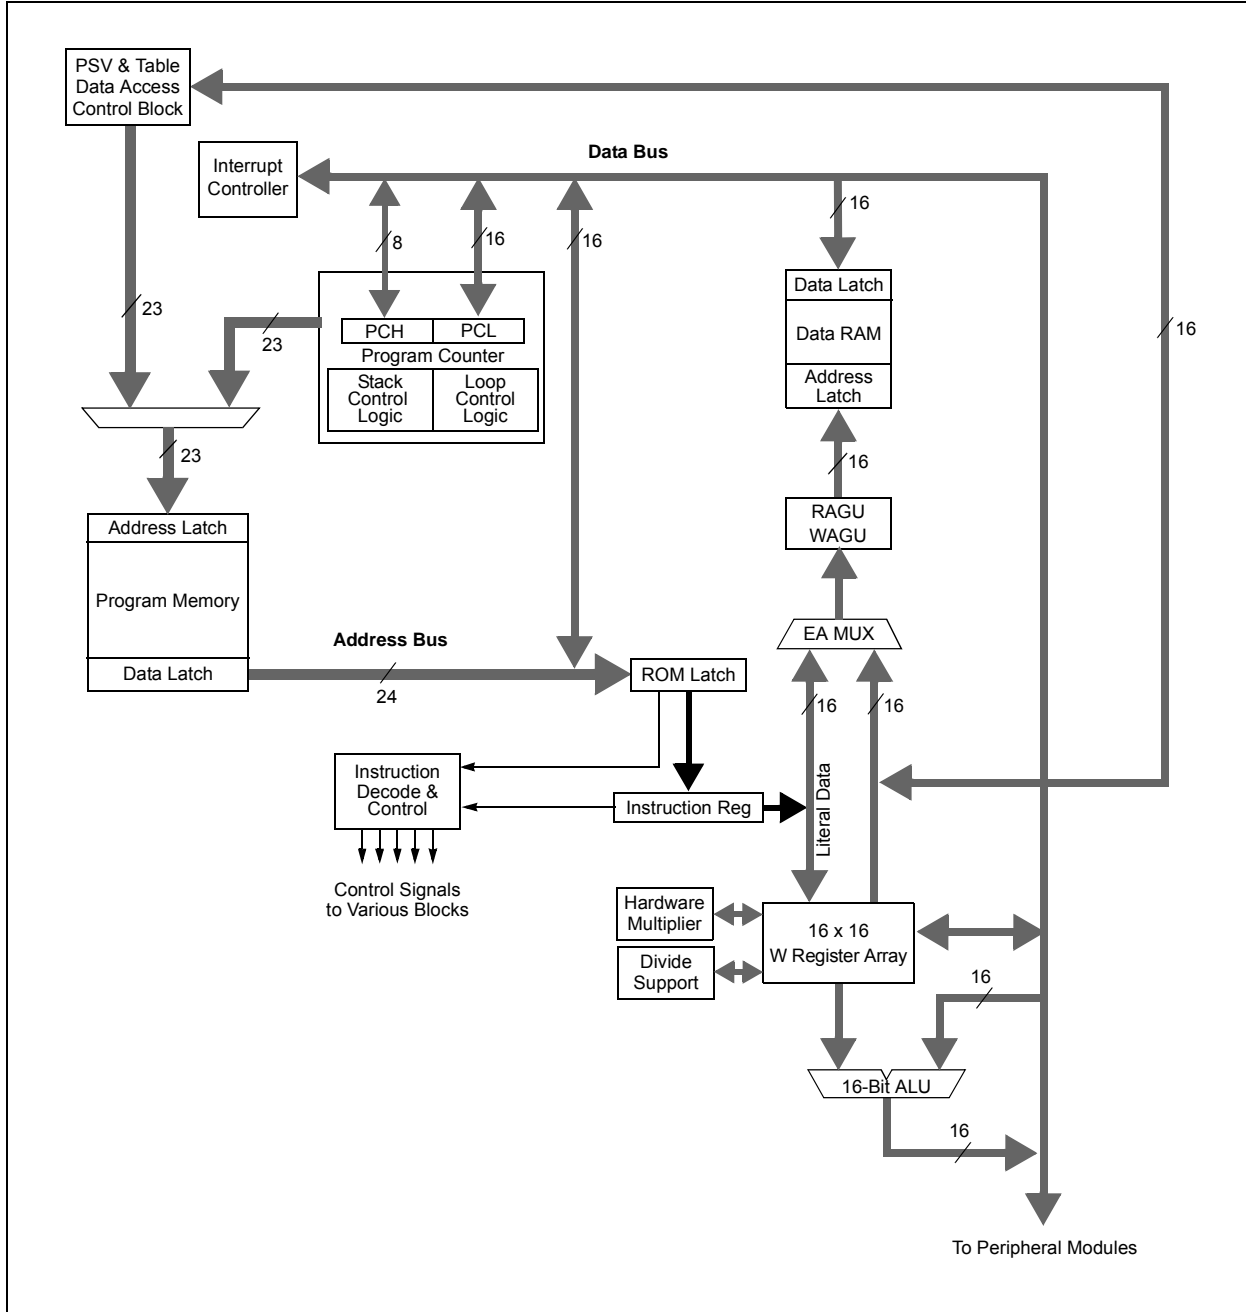 PSV & Table
Data Access
Control Block
Data Bus
Interrupt
Controller
16
8
16
16
Data Latch
23
23
16
PCH
PCL
Data RAM
Program Counter
Stack
Control
Logic
Loop
Control
Logic
Address
Latch
23
16
RAGU
WAGU
Address Latch
Program Memory
EA MUX
Address Bus
Data Latch
24
ROM Latch
16
16
Instruction
Decode &
Control
Instruction Reg
Literal Data
Control Signals
to Various Blocks
Hardware
Multiplier
16 x 16
W Register Array
Divide
Support
16
16-Bit ALU
16
To Peripheral Modules